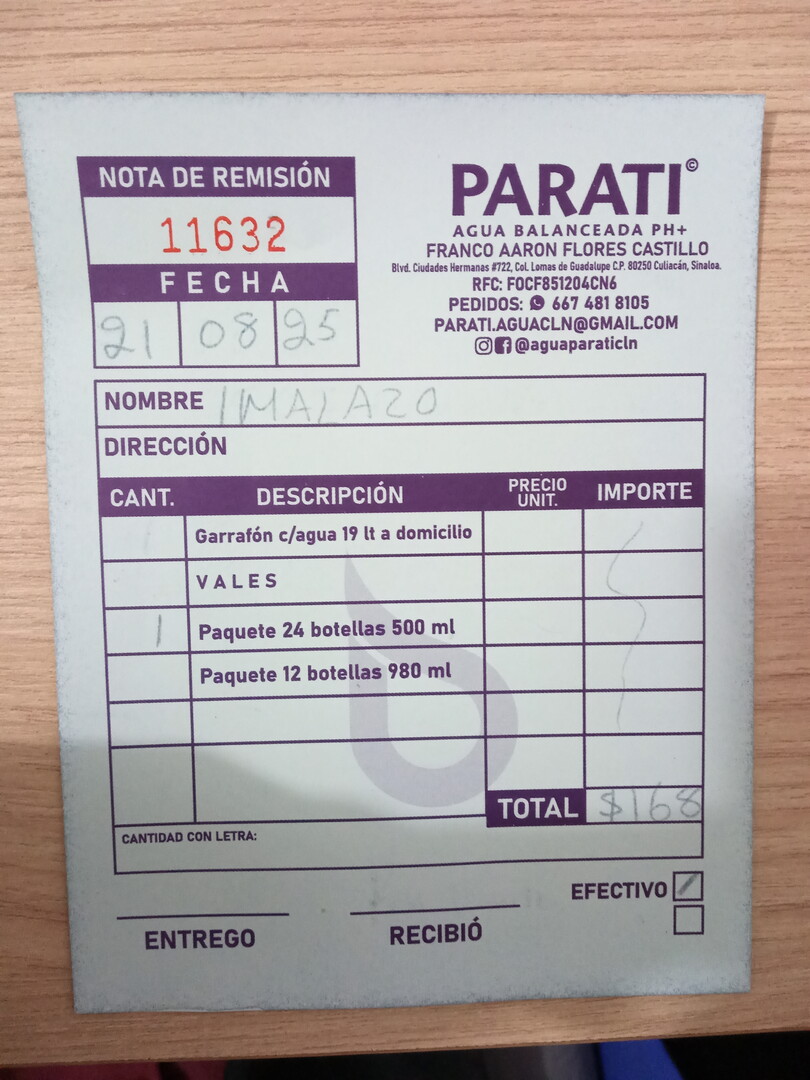 NOTA DE REMISIÓN
11632
FECHA
21 08 25
PARATI©
AGUA BALANCEADA PH+
FRANCO AARON FLORES CASTILLO
Blvd. Ciudades Hermanas #722, Col. Lomas de Guadalupe C.P. 80250 Culiacán, Sinaloa.
RFC: FOCF851204CN6
PEDIDOS: 667 481 8105
PARATI.AGUACLN@GMAIL.COM
@aguaparaticln
NOMBRE IMALAZO
DIRECCIÓN
CANT. DESCRIPCIÓN PRECIO UNIT. IMPORTE
1 Garrafón c/agua 19 lt a domicilio
VALES
1 Paquete 24 botellas 500 ml
Paquete 12 botellas 980 ml
TOTAL $168
CANTIDAD CON LETRA:
EFECTIVO
ENTREGO RECIBIÓ